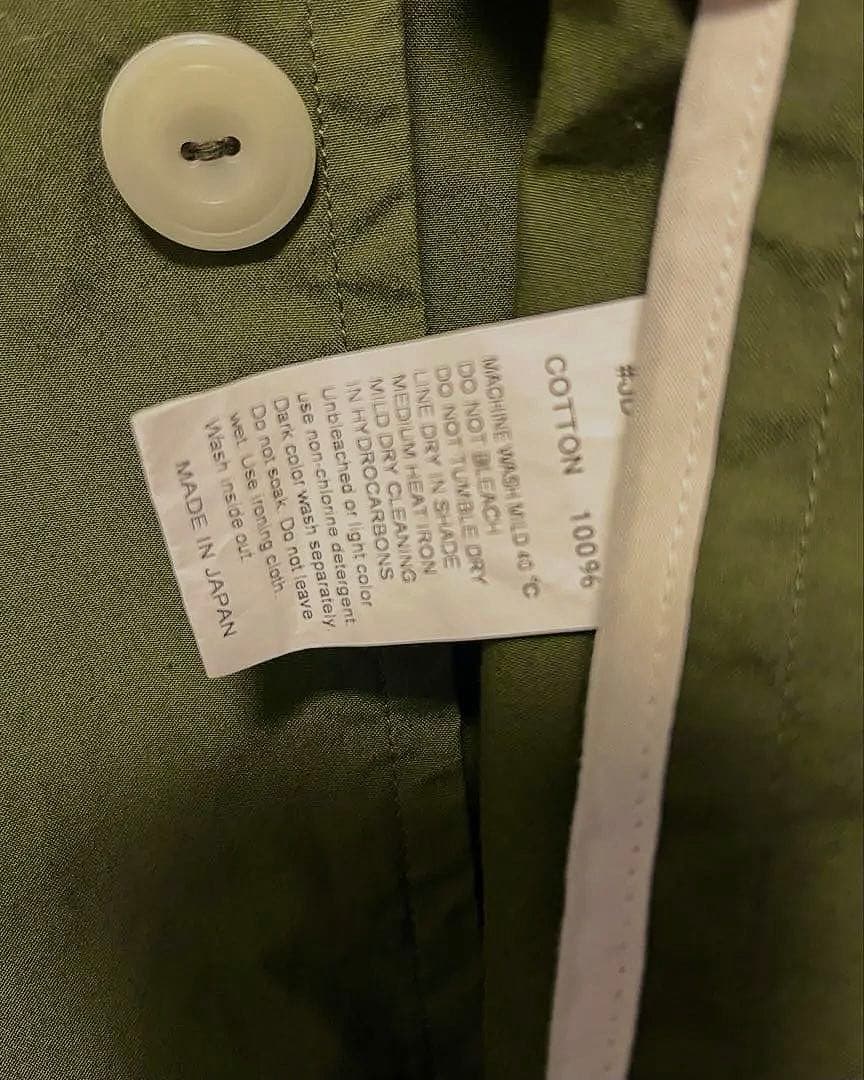 COTTON 100%
MACHINE WASH MILD 40 °C
DO NOT BLEACH
DO NOT TUMBLE DRY
LINE DRY IN SHADE
MEDIUM HEAT IRON
MILD DRY CLEANING
IN HYDROCARBONS
Unbleached or light color
use non-chlorine detergent.
Dark color wash separately.
Do not soak. Do not leave
wet. Use ironing cloth.
Wash inside out.
MADE IN JAPAN